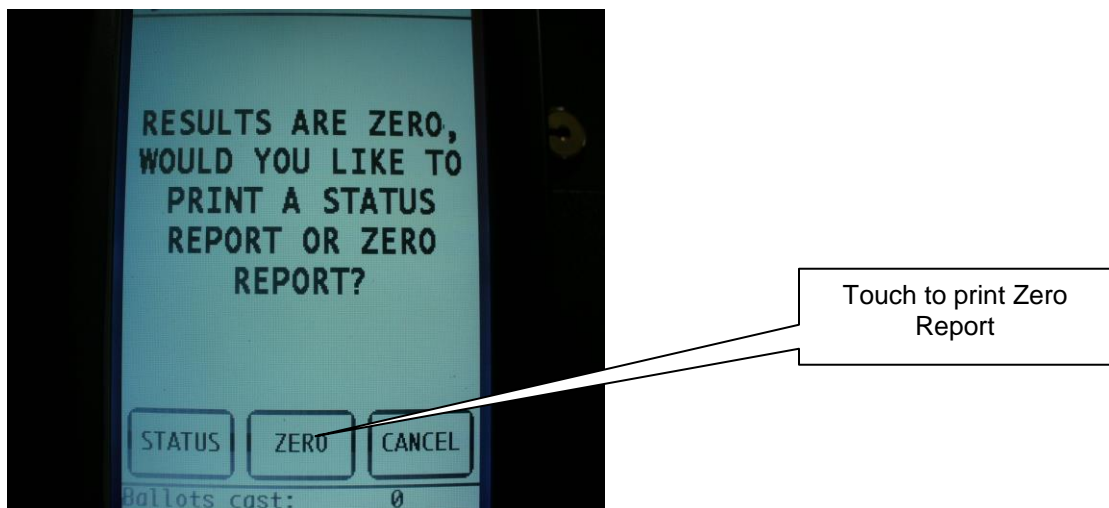 RESULTS ARE ZERO,
WOULD YOU LIKE TO
PRINT A STATUS
REPORT OR ZERO
REPORT?
Touch to print Zero
Report
STATUS ZERO CANCEL
Ballots cast: 0